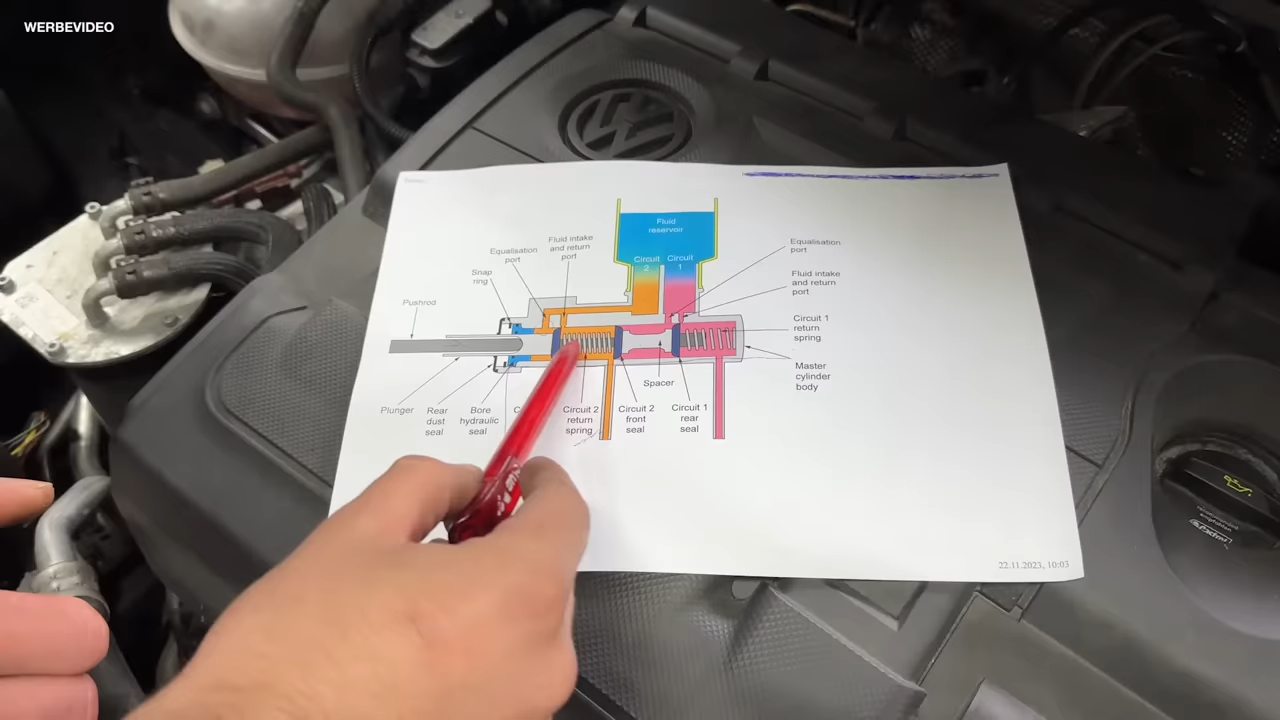 WERBEVIDEO
Fluid
reservoir
Circuit
2
Circuit
1
Equalisation
port
Fluid intake
and return
port
Snap
ring
Pushrod
Equalisation
port
Fluid intake
and return
port
Circuit 1
return
spring
Master
cylinder
body
Spacer
Plunger
Rear
dust
seal
Bore
hydraulic
seal
Circuit 2
return
spring
Circuit 2
front
seal
Circuit 1
rear
seal
22.11.2023, 10:03